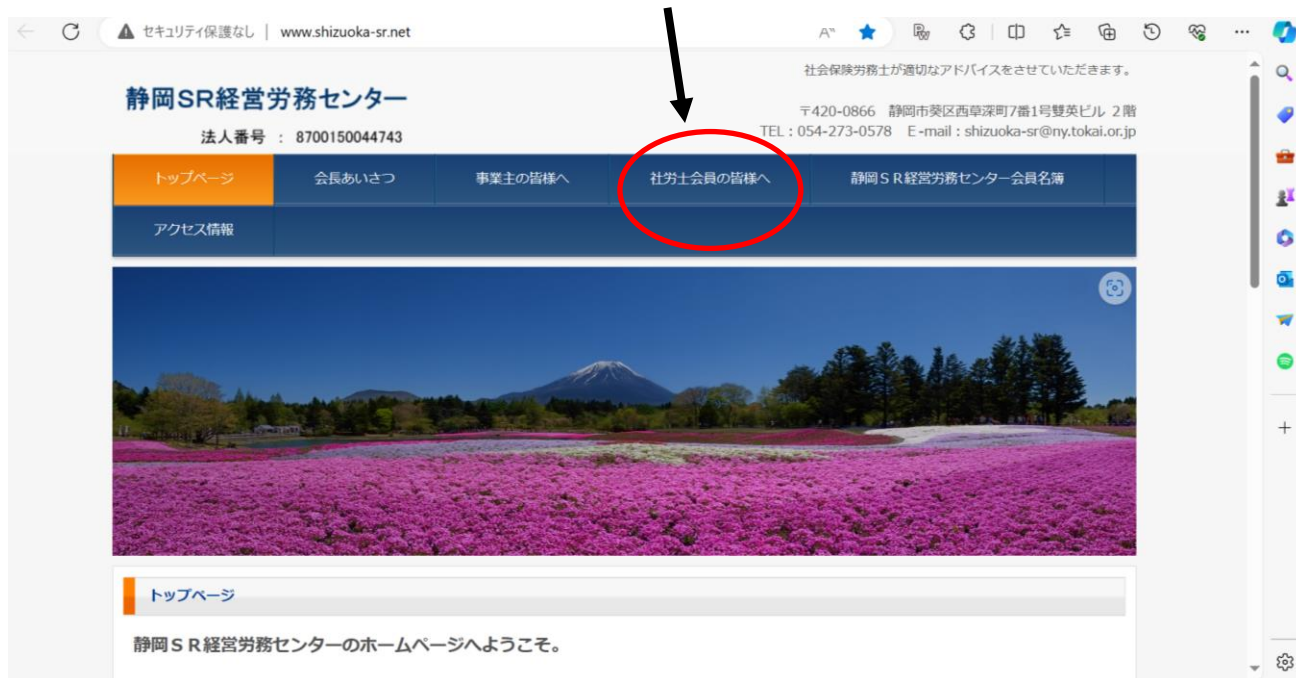 セキュリティ保護なし | www.shizuoka-sr.net
社会保険労務士が適切なアドバイスをさせていただきます。
静岡SR経営労務センター
〒420-0866 静岡市葵区西草深町7番1号雙英ビル 2階
法人番号 : 8700150044743
TEL : 054-273-0578 E-mail : shizuoka-sr@ny.tokai.or.jp
トップページ 会長あいさつ 事業主の皆様へ 社労士会員の皆様へ 静岡SR経営労務センター会員名簿
アクセス情報
トップページ
静岡SR経営労務センターのホームページへようこそ。